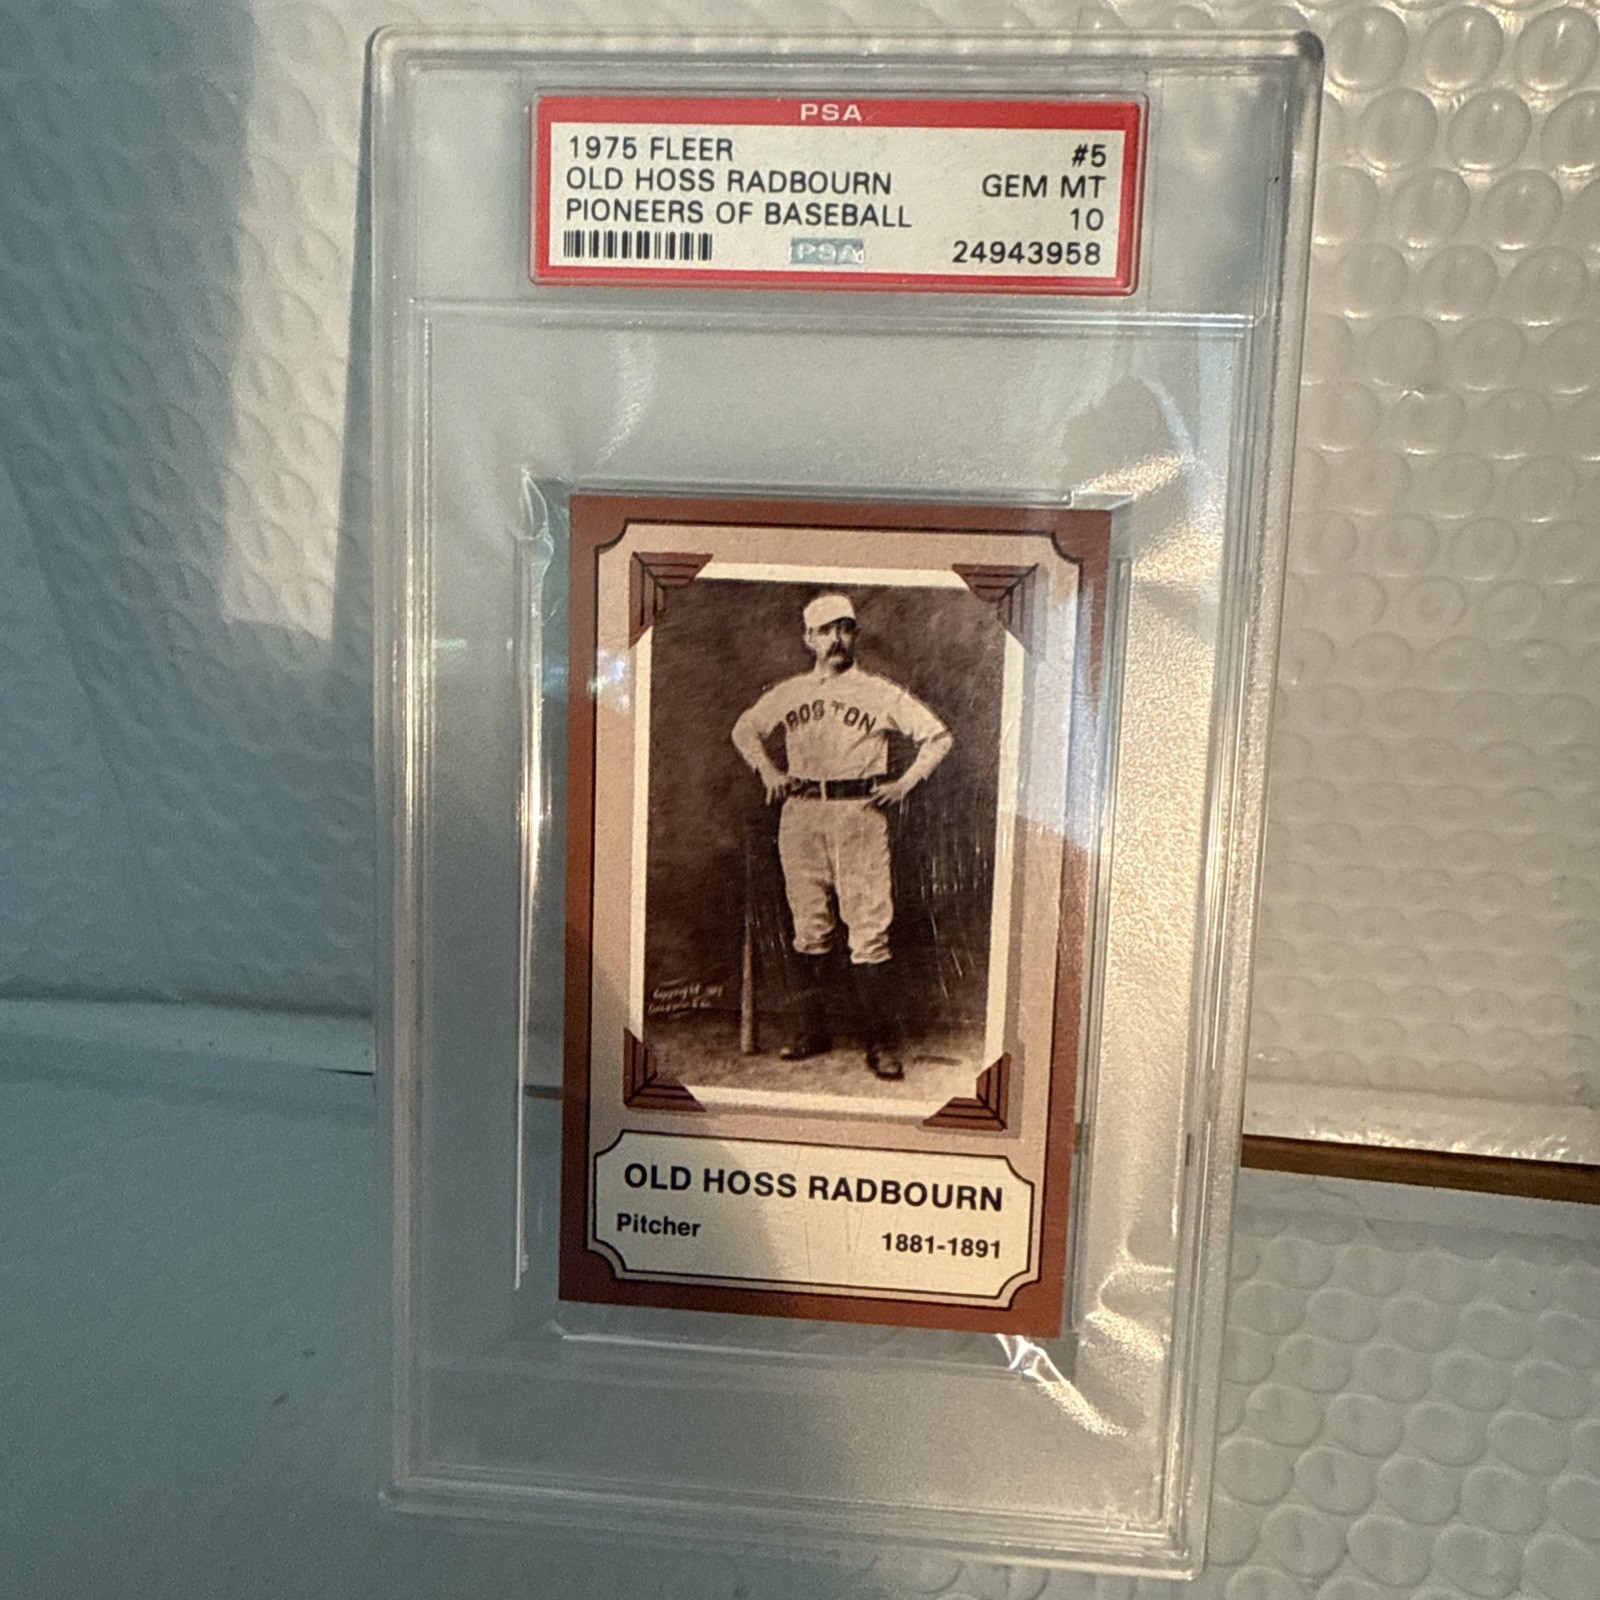 PSA
1975 FLEER #5
OLD HOSS RADBOURN GEM MT
PIONEERS OF BASEBALL 10
PSA 24943958
BOSTON
OLD HOSS RADBOURN
Pitcher 1881-1891